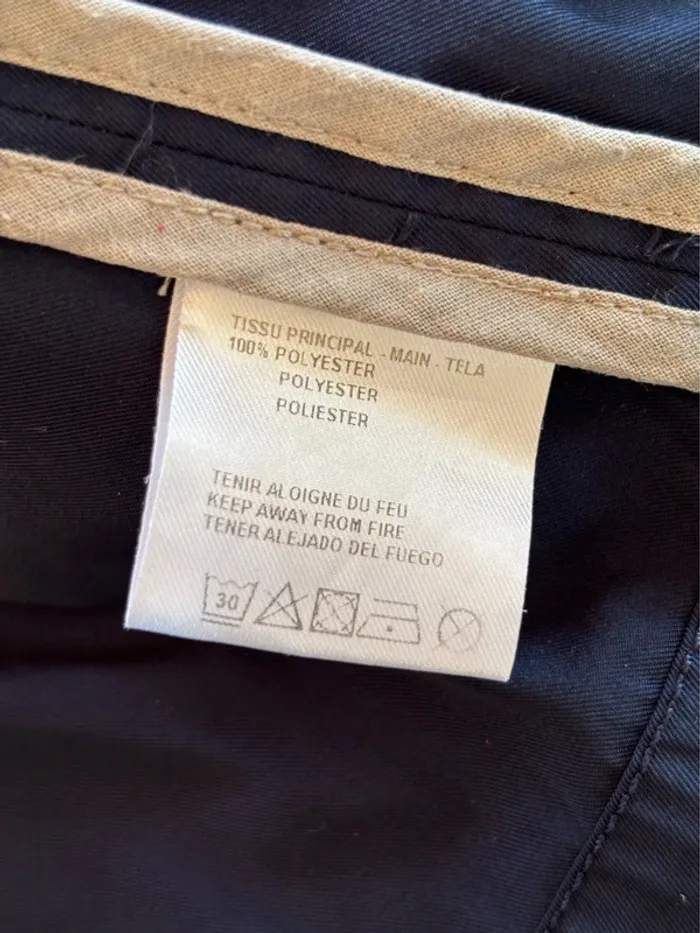 TISSU PRINCIPAL - MAIN - TELA
100% POLYESTER
POLYESTER
POLIESTER
TENIR ALOIGNE DU FEU
KEEP AWAY FROM FIRE
TENER ALEJADO DEL FUEGO
30